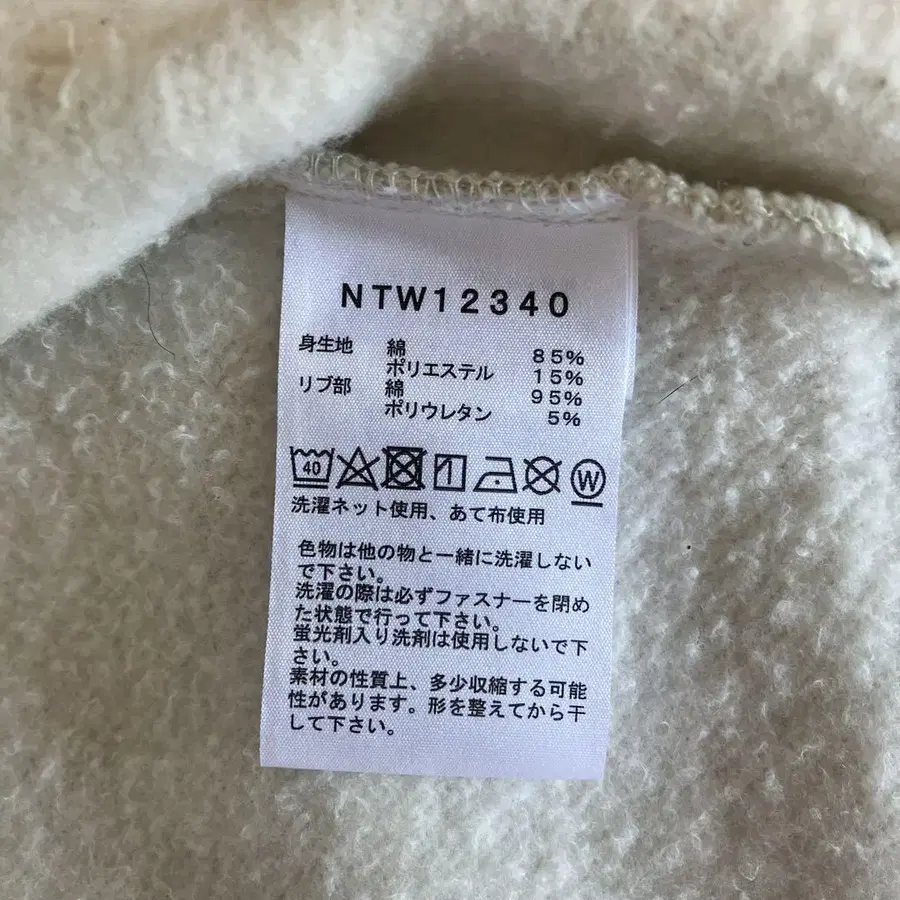 NTW12340
身生地 綿 85%
ポリエステル 15%
リブ部 綿 95%
ポリウレタン 5%
40 W
洗濯ネット使用、あて布使用
色物は他の物と一緒に洗濯しない
で下さい。
洗濯の際は必ずファスナーを閉め
た状態で行って下さい。
蛍光剤入り洗剤は使用しないで下
さい。
素材の性質上、多少収縮する可能
性があります。形を整えてから干
して下さい。